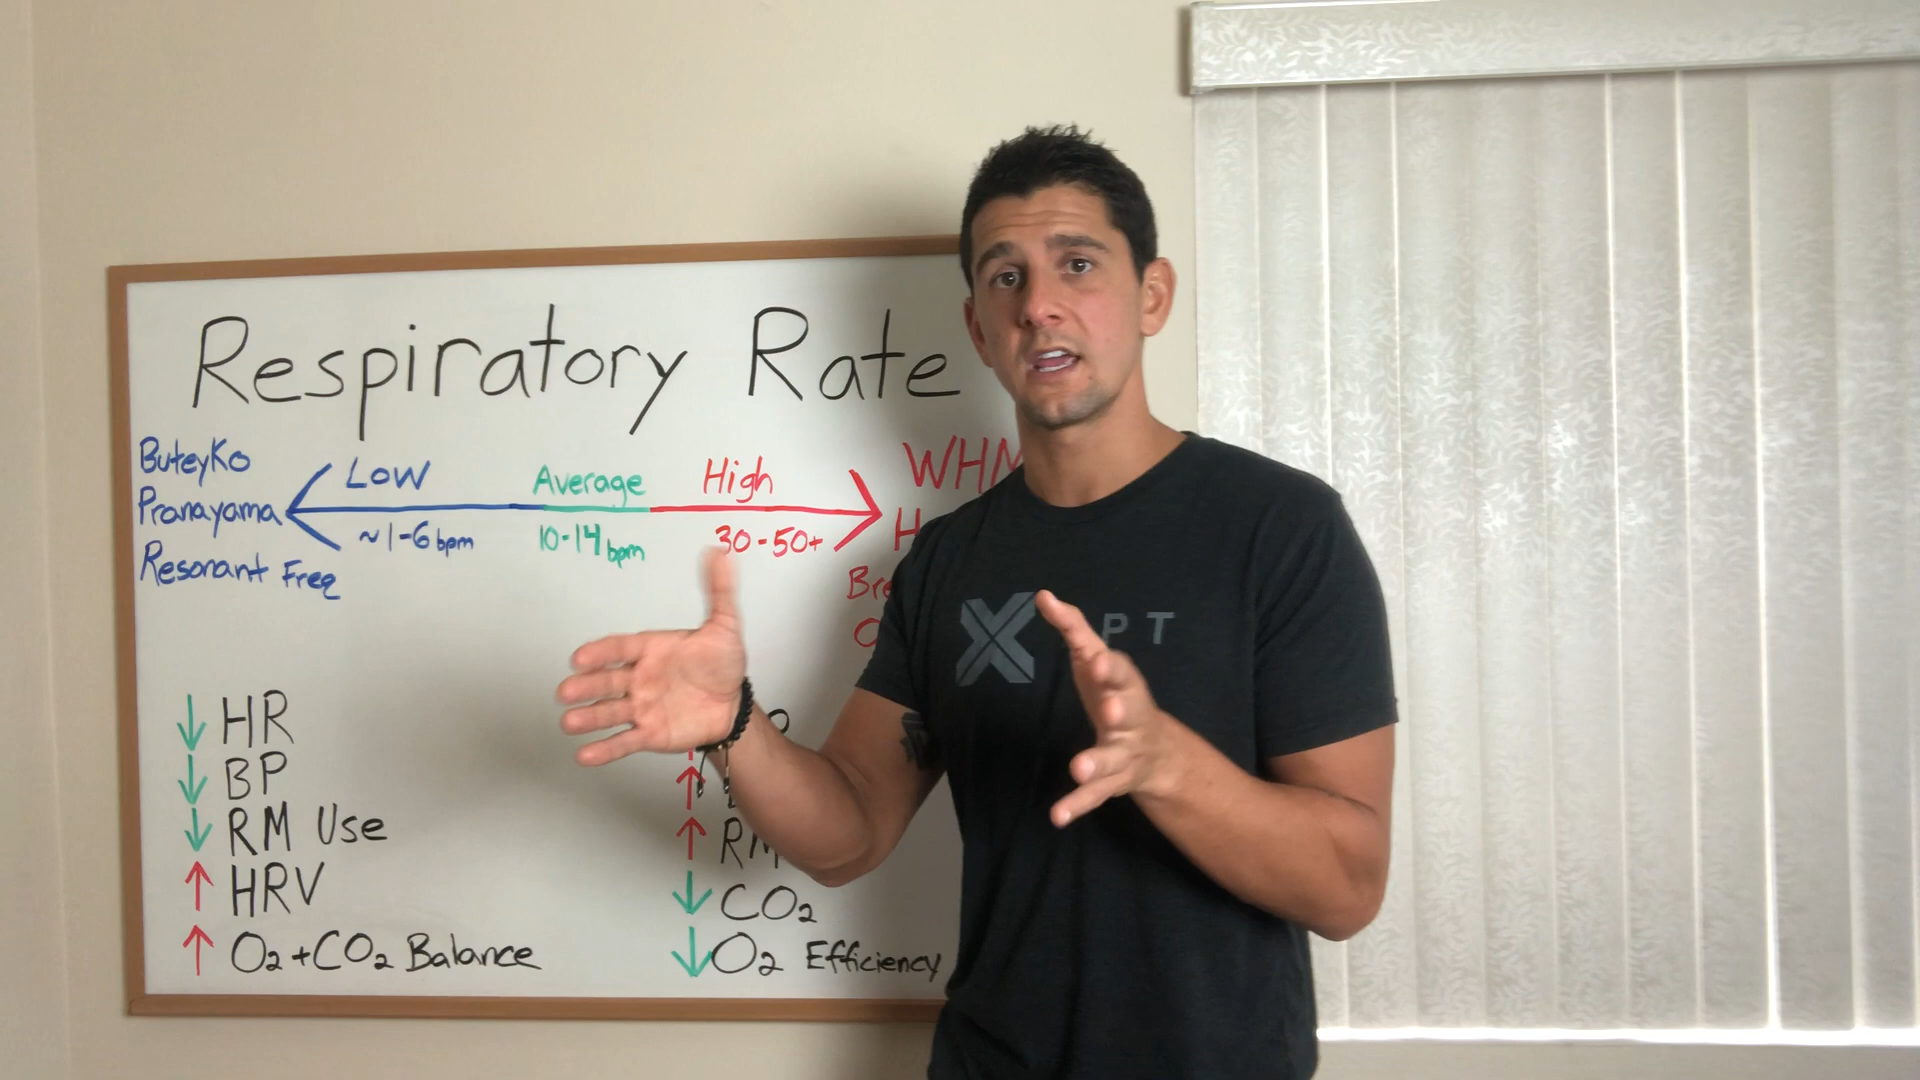 Respiratory Rate
Buteyko
Pranayama
Resonant Freq
Low
~1-6 bpm
Average
10-14 bpm
High
30-50+
↓ HR
↓ BP
↓ RM Use
↑ HRV
↑ O₂+CO₂ Balance
↑
↑ RM
↓ CO₂
↓ O₂ Efficiency
X PT